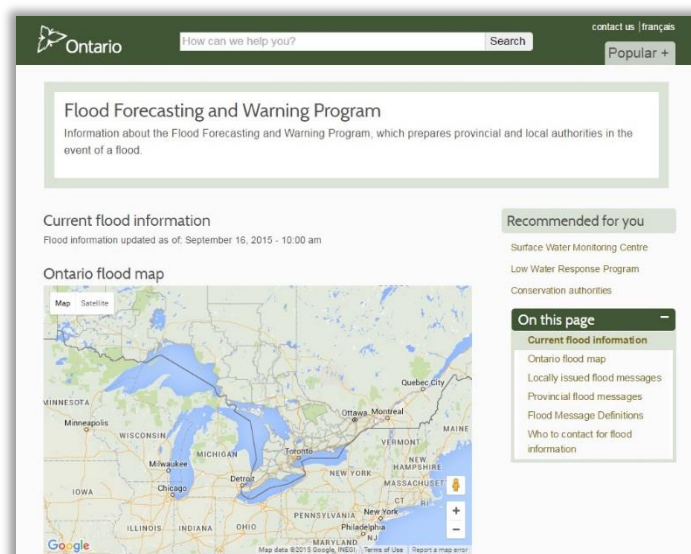 contact us | français
Ontario
How can we help you?
Search
Popular +
Flood Forecasting and Warning Program
Information about the Flood Forecasting and Warning Program, which prepares provincial and local authorities in the
event of a flood.
Current flood information
Flood information updated as of: September 16, 2015 - 10:00 am
Ontario flood map
Map
Satellite
Quebec City
MINNESOTA
Ottawa
Montreal
Minneapolis
MAINE
WISCONSIN
VERMONT
MICHIGAN
Toronto
NEW
HAMPSHIRE
Milwaukee
NEW YORK
Detroit
MASSACHUSET
Chicago
IOWA
CT
RI
PENNSYLVANIA
New York
ILLINOIS
INDIANA
OHIO
Philadelphia
MARYLAND
NJ
+
−
Google
Map data ©2015 Google, INEGI
Terms of Use
Report a map error
Recommended for you
Surface Water Monitoring Centre
Low Water Response Program
Conservation authorities
On this page −
Current flood information
Ontario flood map
Locally issued flood messages
Provincial flood messages
Flood Message Definitions
Who to contact for flood
information